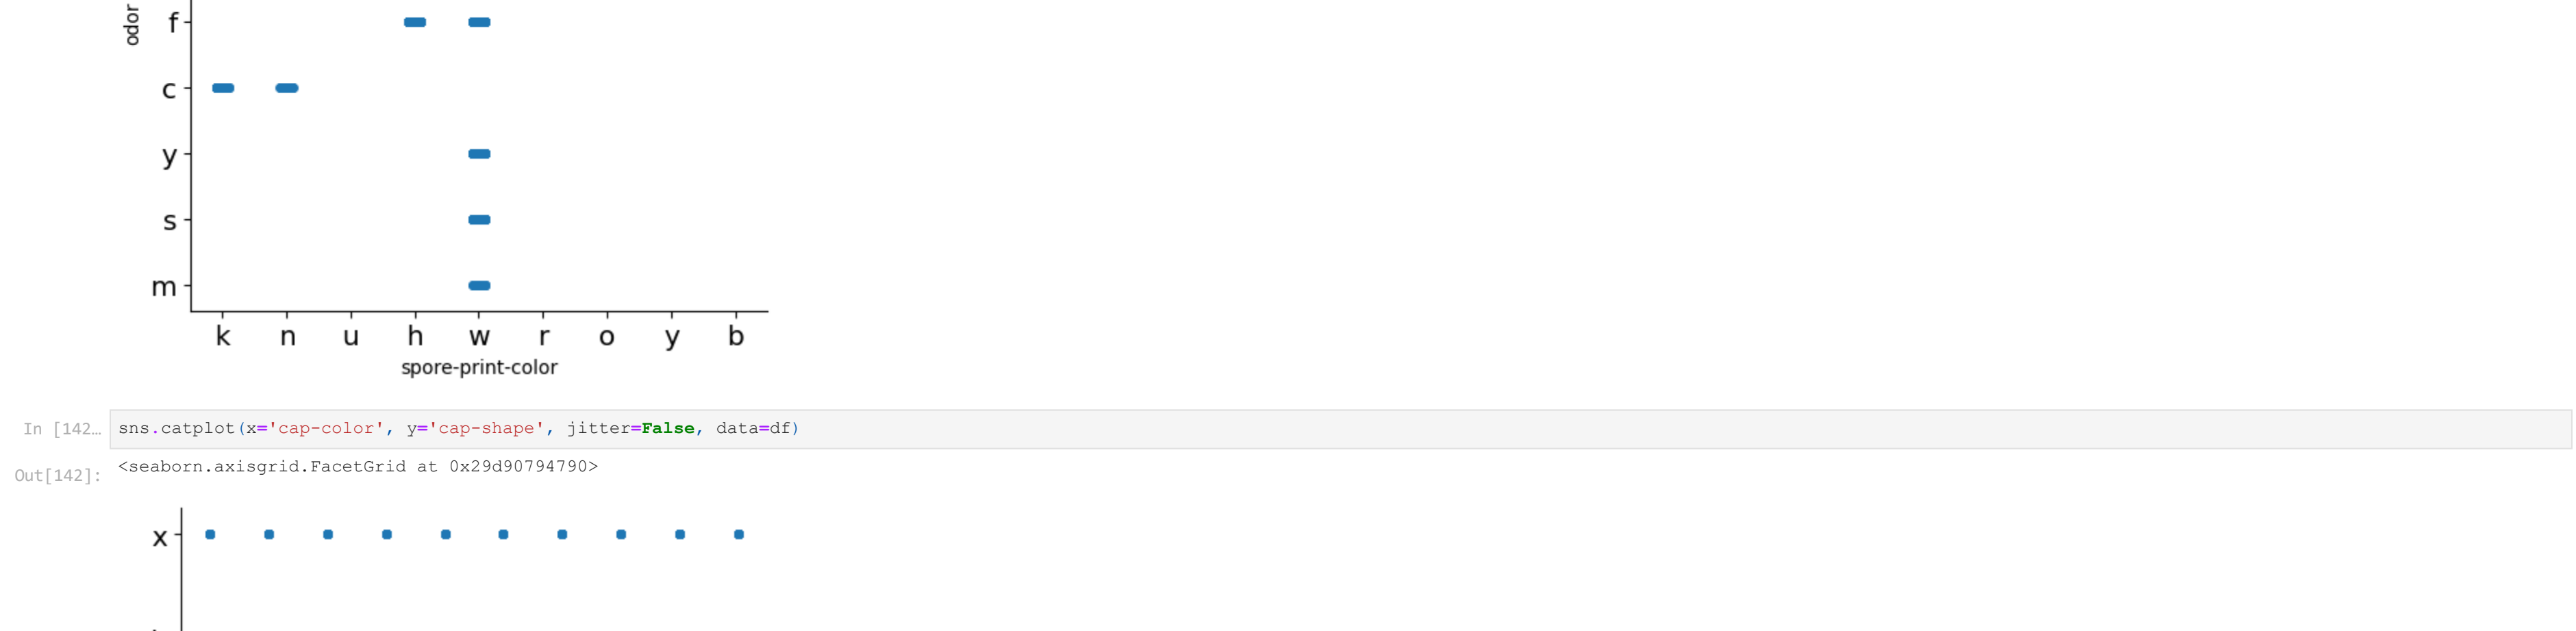 odor
f
c
y
s
m
k n u h w r o y b
spore-print-color
In [142…
sns.catplot(x='cap-color', y='cap-shape', jitter=False, data=df)
Out[142]:
<seaborn.axisgrid.FacetGrid at 0x29d90794790>
x